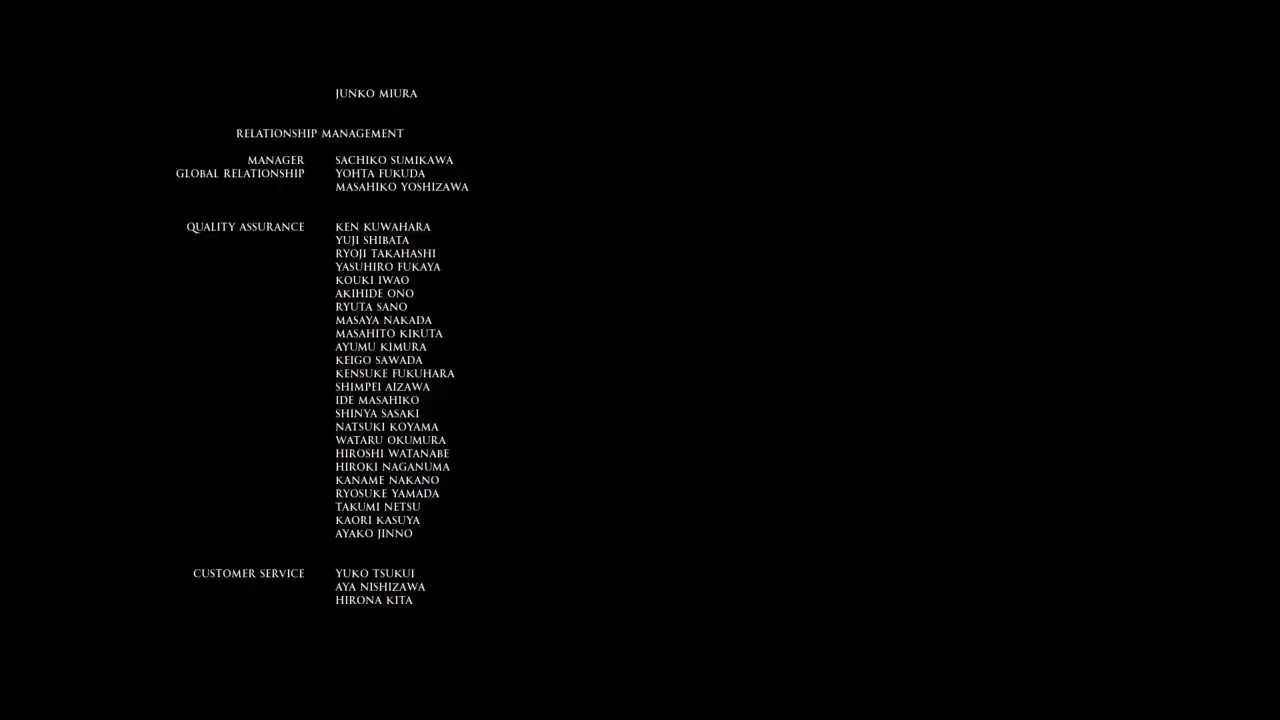 JUNKO MIURA
RELATIONSHIP MANAGEMENT
MANAGER SACHIKO SUMIKAWA
GLOBAL RELATIONSHIP YOHTA FUKUDA
MASAHIKO YOSHIZAWA
QUALITY ASSURANCE KEN KUWAHARA
YUJI SHIBATA
RYOJI TAKAHASHI
YASUHIRO FUKAYA
KOUKI IWAO
AKIHIDE ONO
RYUTA SANO
MASAYA NAKADA
MASAHITO KIKUTA
AYUMU KIMURA
KEIGO SAWADA
KENSUKE FUKUHARA
SHIMPEI AIZAWA
IDE MASAHIKO
SHINYA SASAKI
NATSUKI KOYAMA
WATARU OKUMURA
HIROSHI WATANABE
HIROKI NAGANUMA
KANAME NAKANO
RYOSUKE YAMADA
TAKUMI NETSU
KAORI KASUYA
AYAKO JINNO
CUSTOMER SERVICE YUKO TSUKUI
AYA NISHIZAWA
HIRONA KITA